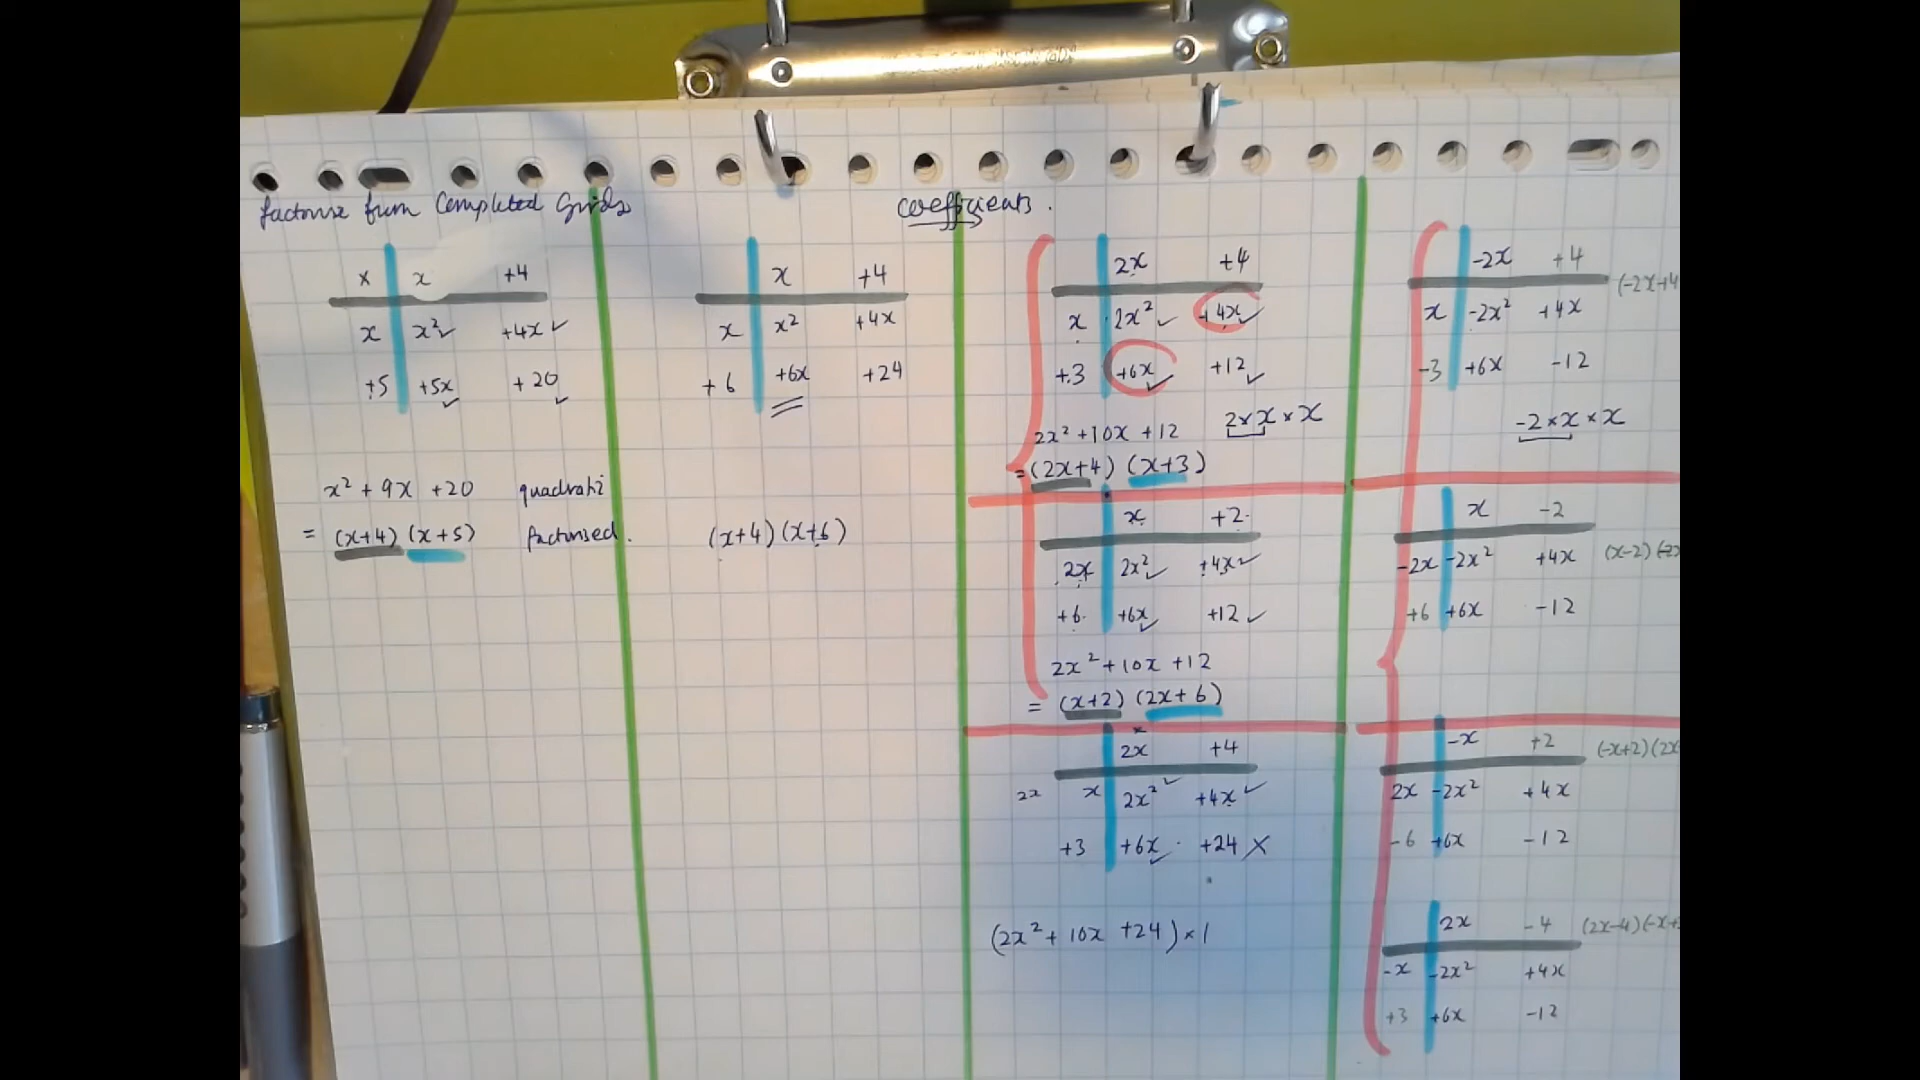 factorise from Completed Grids
x x +4
x x² +4x
+5 +5x +20
x² + 9x +20 quadrati
= (x+4) (x+5) factorised.
x +4
x x² +4x
+6 +6x +24
(x+4)(x+6)
coefficients.
2x +4
x 2x² +4x
+3 +6x +12
2x² +10x +12 2×x×x
=(2x+4) (x+3)
x +2
2x 2x² +4x
+6 +6x +12
2x² +10x +12
= (x+2) (2x+6)
2x +4
2x x 2x² +4x
+3 +6x +24 ×
(2x² + 10x +24) × 1
-2x +4 (-2x+4
x -2x² +4x
-3 +6x -12
-2×x×x
x -2
-2x -2x² +4x (x-2)(-2x
+6 +6x -12
-x +2 (-x+2)(2x
2x -2x² +4x
-6 +6x -12
2x -4 (2x-4)(-x+
-x -2x² +4x
+3 +6x -12